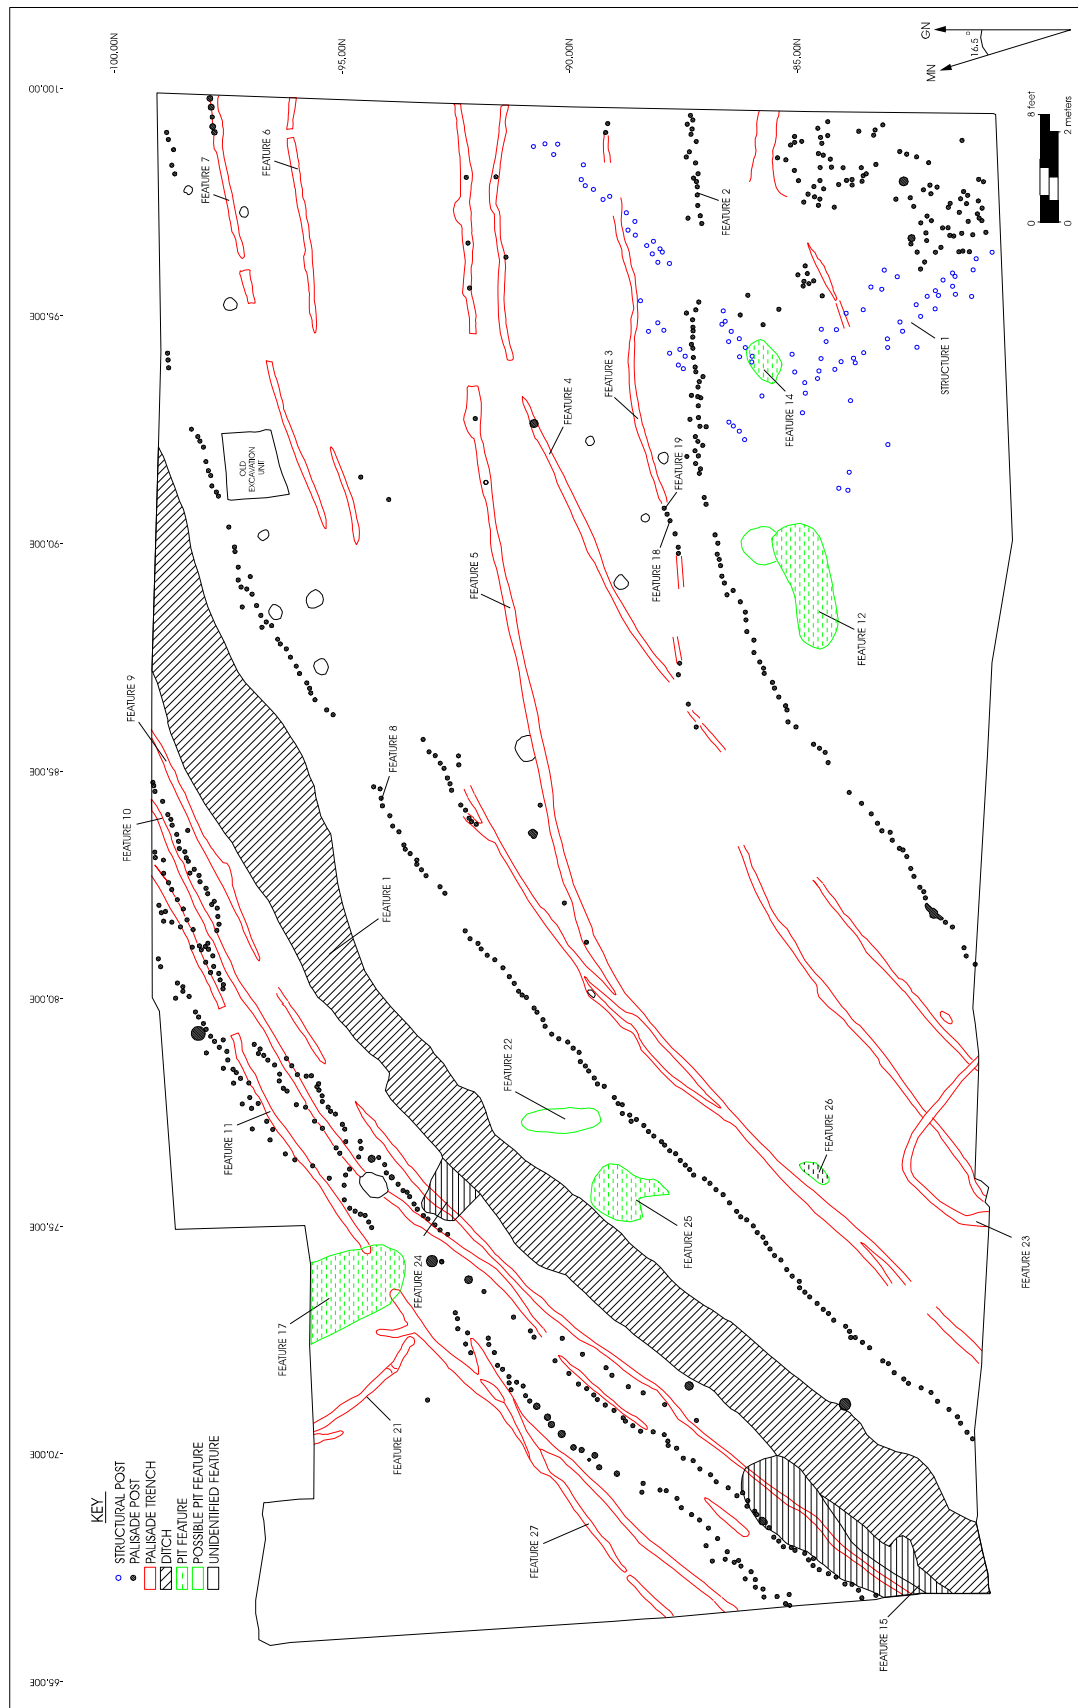 -100.00N
-95.00N
-90.00N
-85.00N
GN
MN
16.5°
100.00-
95.00E-
90.00E-
85.00E-
80.00E-
75.00E-
70.00E-
65.00E-
0
8 feet
0
2 meters
FEATURE 7
FEATURE 6
FEATURE 2
FEATURE 3
FEATURE 4
FEATURE 14
STRUCTURE 1
OLD
EXCAVATION
UNIT
FEATURE 19
FEATURE 18
FEATURE 5
FEATURE 12
FEATURE 9
FEATURE 10
FEATURE 8
FEATURE 1
FEATURE 22
FEATURE 11
FEATURE 26
FEATURE 25
FEATURE 23
FEATURE 24
FEATURE 17
FEATURE 21
FEATURE 27
FEATURE 15
KEY
STRUCTURAL POST
PALISADE POST
PALISADE TRENCH
DITCH
PIT FEATURE
POSSIBLE PIT FEATURE
UNIDENTIFIED FEATURE